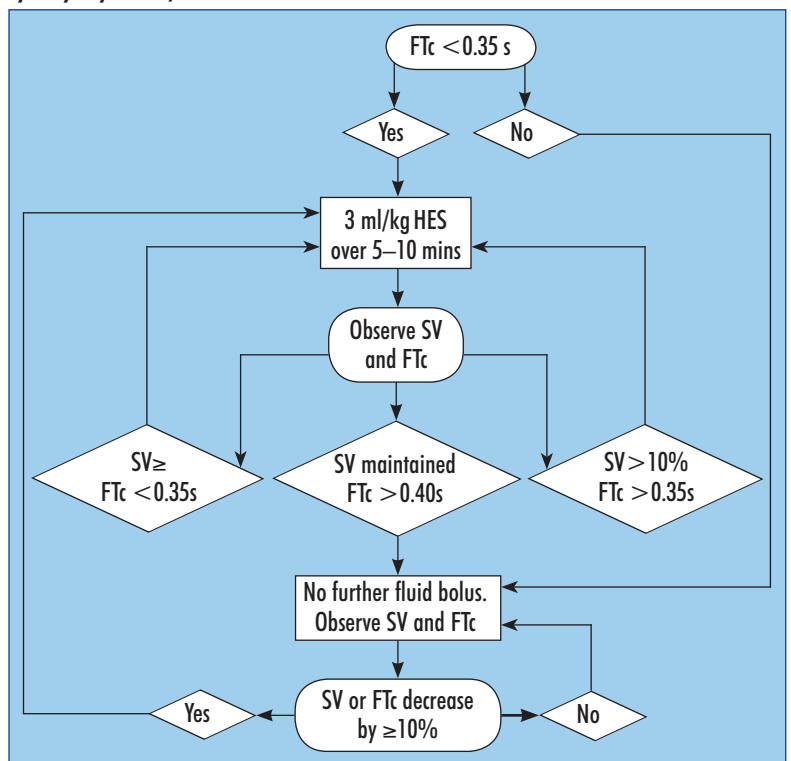 FTc <0.35 s
Yes
No
3 ml/kg HES
over 5–10 mins
Observe SV
and FTc
SV≥
FTc <0.35s
SV maintained
FTc >0.40s
SV>10%
FTc >0.35s
No further fluid bolus.
Observe SV and FTc
Yes
SV or FTc decrease
by ≥10%
No